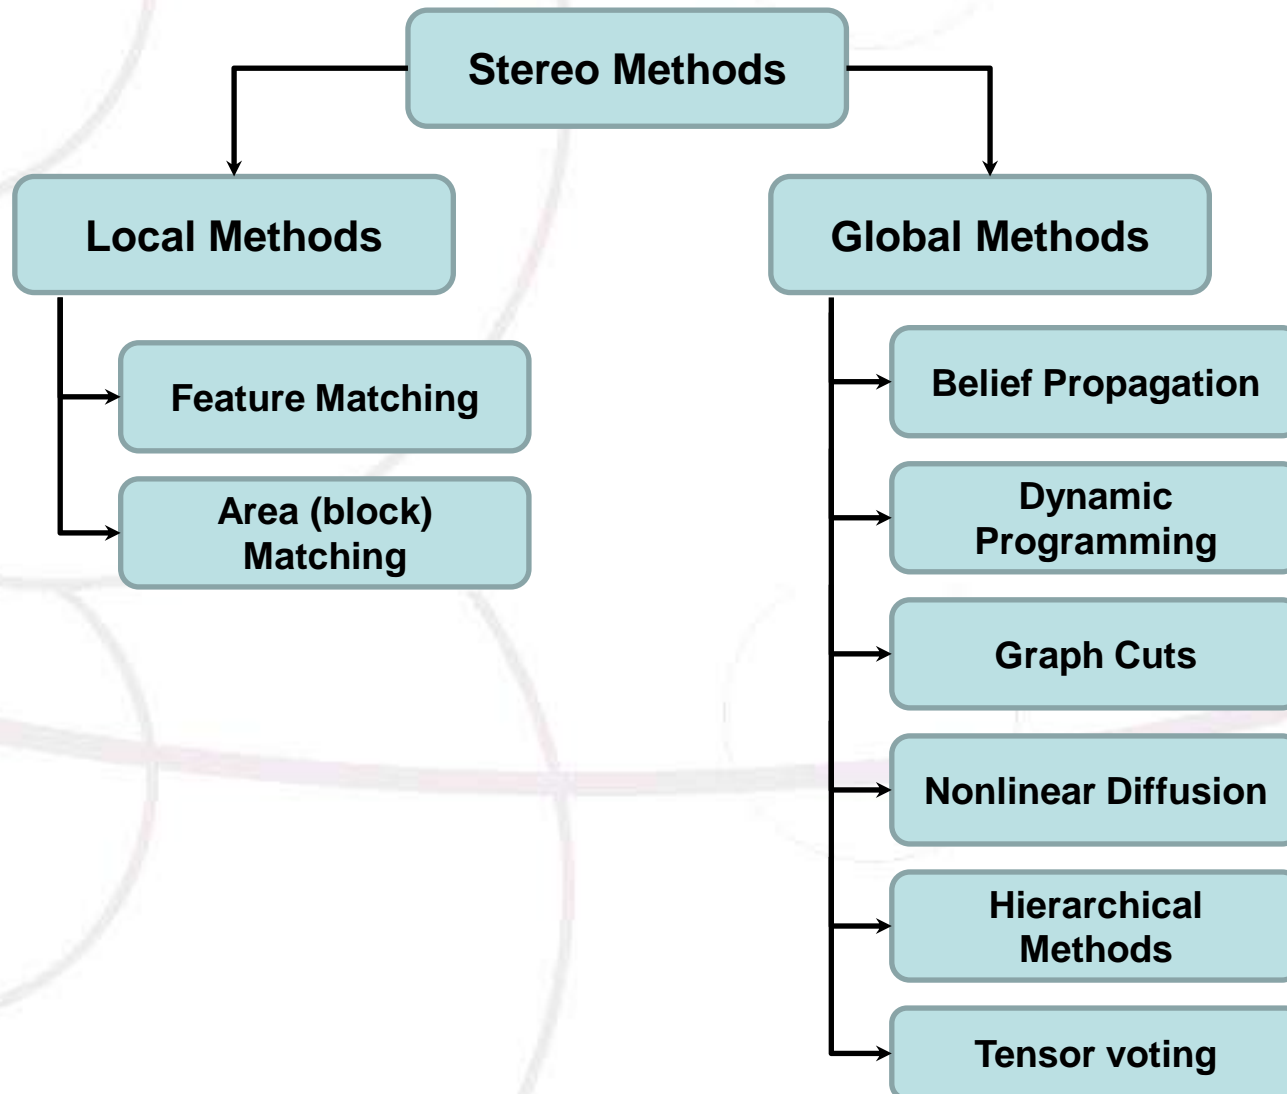 Stereo Methods
Local Methods
Global Methods
Feature Matching
Area (block)
Matching
Belief Propagation
Dynamic
Programming
Graph Cuts
Nonlinear Diffusion
Hierarchical
Methods
Tensor voting